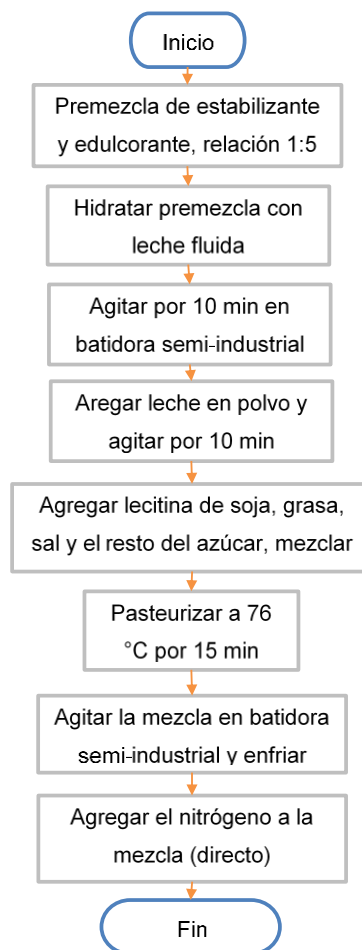 Inicio
Premezcla de estabilizante
y edulcorante, relación 1:5
Hidratar premezcla con
leche fluida
Agitar por 10 min en
batidora semi-industrial
Aregar leche en polvo y
agitar por 10 min
Agregar lecitina de soja, grasa,
sal y el resto del azúcar, mezclar
Pasteurizar a 76
°C por 15 min
Agitar la mezcla en batidora
semi-industrial y enfriar
Agregar el nitrógeno a la
mezcla (directo)
Fin